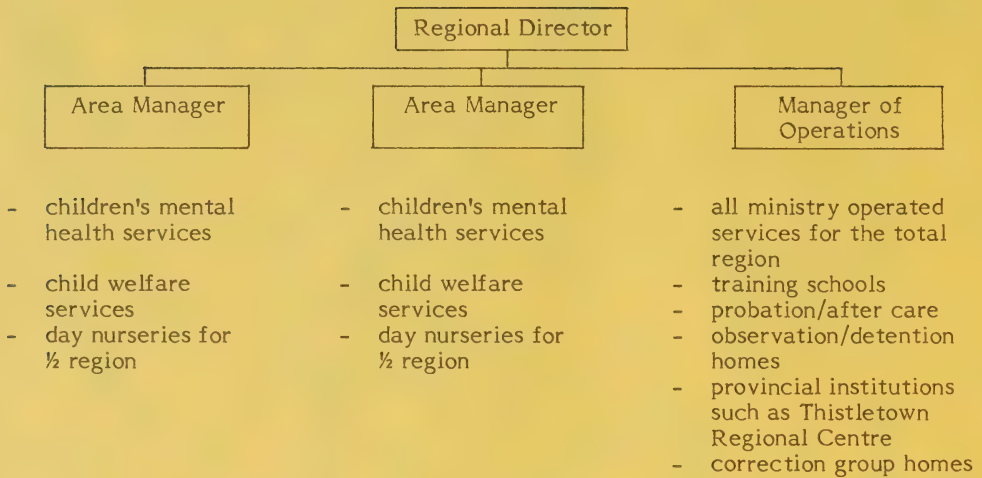 Regional Director
Area Manager
Area Manager
Manager of
Operations
- children's mental
health services
- child welfare
services
- day nurseries for
½ region
- children's mental
health services
- child welfare
services
- day nurseries for
½ region
- all ministry operated
services for the total
region
- training schools
- probation/after care
- observation/detention
homes
- provincial institutions
such as Thistletown
Regional Centre
- correction group homes